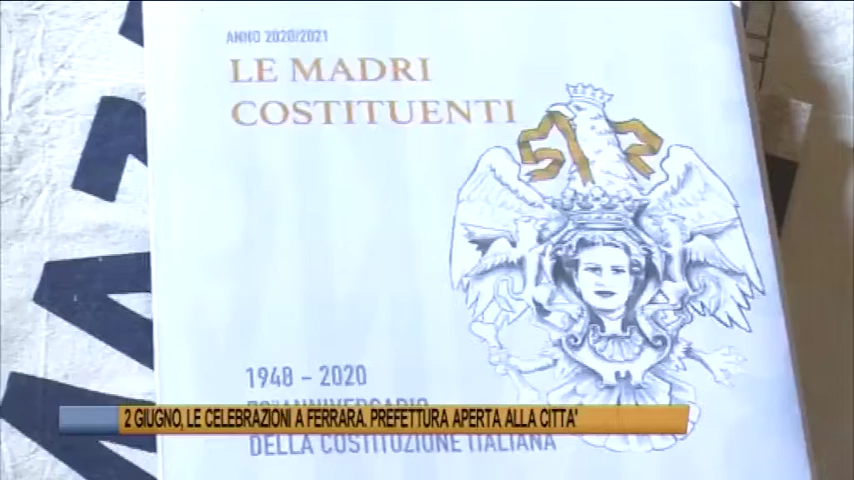 ANNO 2020/2021
LE MADRI
COSTITUENTI
1948 - 2020
2 GIUGNO, LE CELEBRAZIONI A FERRARA. PREFETTURA APERTA ALLA CITTA'
DELLA COSTITUZIONE ITALIANA